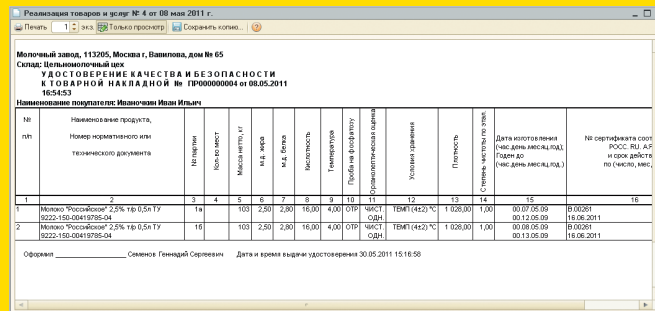 Реализация товаров и услуг № 4 от 08 мая 2011 г.
Печать 1 экз. Только просмотр Сохранить копию...
Молочный завод, 113205, Москва г, Вавилова, дом № 65
Склад: Цельномолочный цех
УДОСТОВЕРЕНИЕ КАЧЕСТВА И БЕЗОПАСНОСТИ
К ТОВАРНОЙ НАКЛАДНОЙ № ПР000000004 от 08.05.2011
16:54:53
Наименование покупателя: Иваночкин Иван Ильич
№ п/п
Наименование продукта,
Номер нормативного или
технического документа
№ партии
Кол-во мест
Масса нетто, кг
м.д. жира
м.д. белка
Кислотность
Температура
Проба на фосфатозу
Органолептическая оценка
Условия хранения
Плотность
Степень чистоты по этал.
Дата изготовления
(час.день.месяц.год);
Годен до
(час.день.месяц.год.)
№ сертификата соот
РОСС. RU. АЯ
и срок действ
по (число, мес,
1 2 3 4 5 6 7 8 9 10 11 12 13 14 15 16
1 Молоко "Российское" 2,5% т/р 0,5л ТУ 1а 103 2,50 2,80 16,00 4,00 ОТР ЧИСТ. ТЕМП (4±2) °С 1 028,00 1,00 00.07.05.09 В.00261
9222-150-00419785-04 ОДН. 00.12.05.09 16.06.2011
2 Молоко "Российское" 2,5% т/р 0,5л ТУ 1б 103 2,50 2,80 16,00 4,00 ОТР ЧИСТ. ТЕМП (4±2) °С 1 028,00 1,00 00.08.05.09 В.00261
9222-150-00419785-04 ОДН. 00.13.05.09 16.06.2011
Оформил Семенов Геннадий Сергеевич Дата и время выдачи удостоверения 30.05.2011 15:16:58